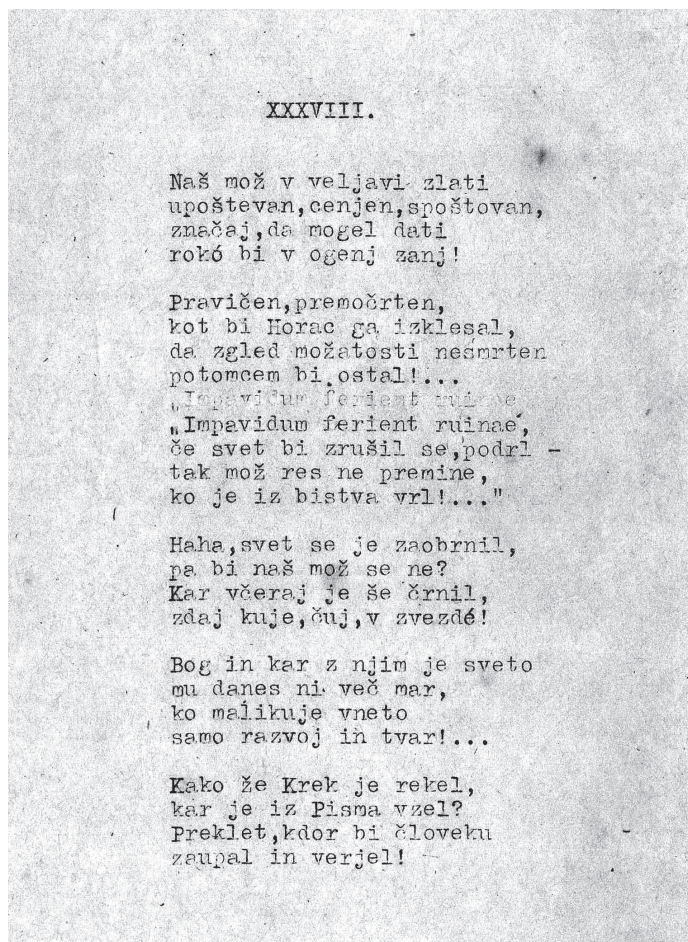 XXXVIII.
Naš mož v veljavi zlati
upoštevan,cenjen,spoštovan,
značaj,da mogel dati
rokó bi v ogenj zanj!
Pravičen,premočrten,
kot bi Horac ga izklesal,
da zgled možatosti nesmrten
potomcem bi ostal!...
„Impavidum ferient ruinae
„Impavidum ferient ruinae,
če svet bi zrušil se,podrl –
tak mož res ne premine,
ko je iz bistva vrl!..."
Haha,svet se je zaobrnil,
pa bi naš mož se ne?
Kar včeraj je še črnil,
zdaj kuje,čuj,v zvezdé!
Bog in kar z njim je sveto
mu danes ni več mar,
ko malikuje vneto
samo razvoj in tvar!...
Kako že Krek je rekel,
kar je iz Pisma vzel?
Preklet,kdor bi človeku
zaupal in verjel!